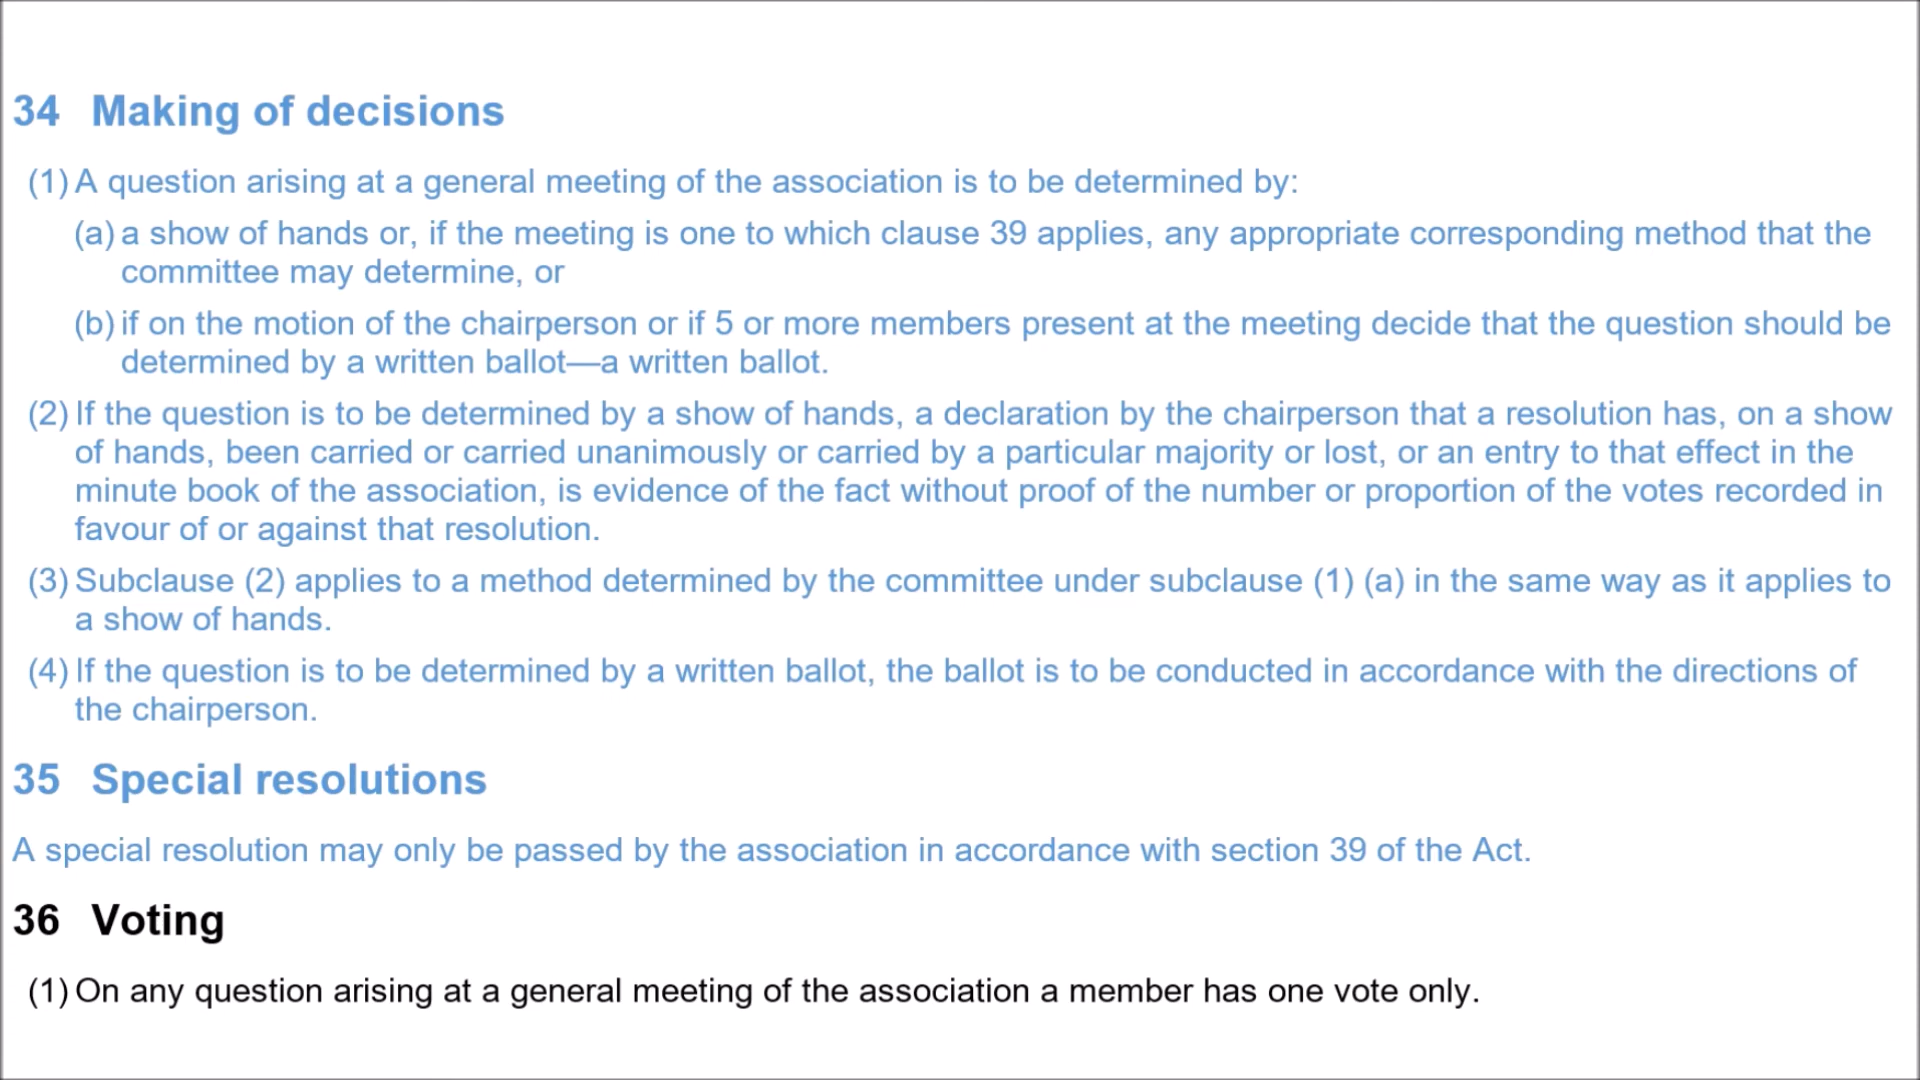 34 Making of decisions
(1) A question arising at a general meeting of the association is to be determined by:
(a) a show of hands or, if the meeting is one to which clause 39 applies, any appropriate corresponding method that the
committee may determine, or
(b) if on the motion of the chairperson or if 5 or more members present at the meeting decide that the question should be
determined by a written ballot—a written ballot.
(2) If the question is to be determined by a show of hands, a declaration by the chairperson that a resolution has, on a show
of hands, been carried or carried unanimously or carried by a particular majority or lost, or an entry to that effect in the
minute book of the association, is evidence of the fact without proof of the number or proportion of the votes recorded in
favour of or against that resolution.
(3) Subclause (2) applies to a method determined by the committee under subclause (1) (a) in the same way as it applies to
a show of hands.
(4) If the question is to be determined by a written ballot, the ballot is to be conducted in accordance with the directions of
the chairperson.
35 Special resolutions
A special resolution may only be passed by the association in accordance with section 39 of the Act.
36 Voting
(1) On any question arising at a general meeting of the association a member has one vote only.